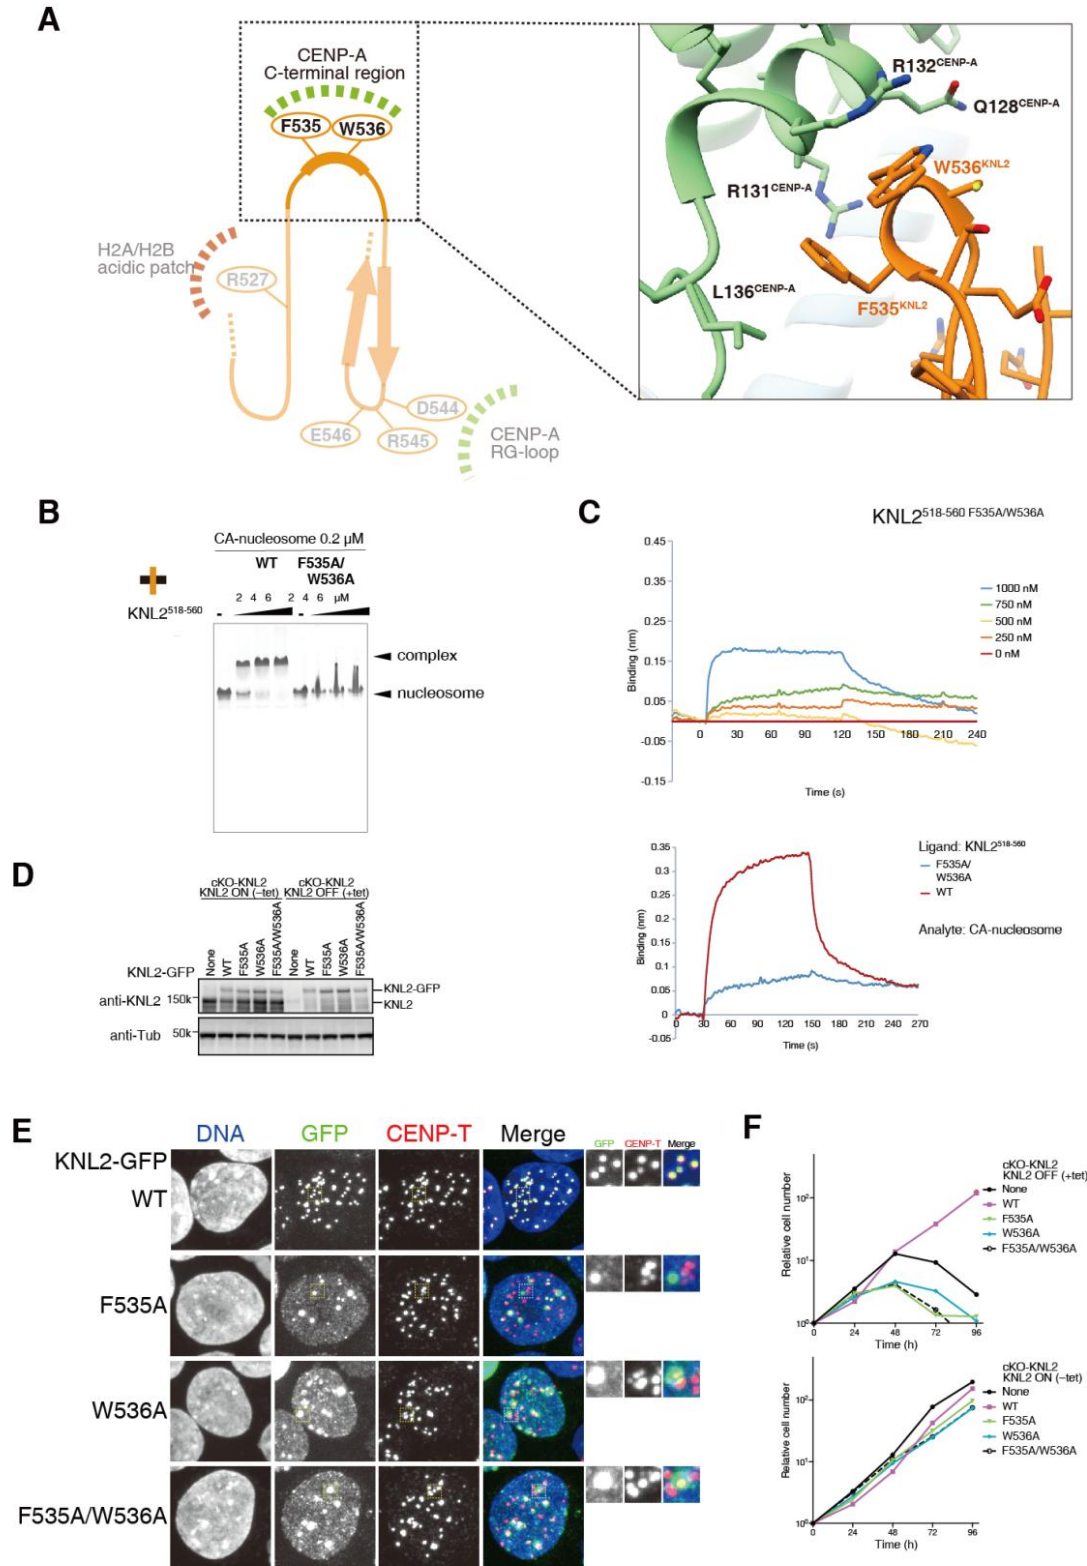 A
CENP-A
C-terminal region
F535
W536
H2A/H2B
acidic patch
R527
D544
E546
R545
CENP-A
RG-loop
R132CENP-A
Q128CENP-A
W536KNL2
R131CENP-A
L136CENP-A
F535KNL2
B
CA-nucleosome 0.2 µM
WT
F535A/
W536A
KNL2518-560
- 2 4 6 2
- 4 6 µM
complex
nucleosome
C
KNL2518-560 F535A/W536A
0.45
0.35
0.25
0.15
0.05
-0.05
-0.15
Binding (nm)
0 30 60 90 120 150 180 210 240
Time (s)
1000 nM
750 nM
500 nM
250 nM
0 nM
0.35
0.3
0.25
0.2
0.15
0.1
0.05
0
-0.05
Binding (nm)
0 30 60 90 120 150 180 210 240 270
Time (s)
Ligand: KNL2518-560
F535A/
W536A
WT
Analyte: CA-nucleosome
D
cKO-KNL2
KNL2 ON (–tet)
cKO-KNL2
KNL2 OFF (+tet)
KNL2-GFP
None
WT
F535A
W536A
F535A/W536A
None
WT
F535A
W536A
F535A/W536A
anti-KNL2
150k
KNL2-GFP
KNL2
anti-Tub
50k
E
DNA GFP CENP-T Merge
GFP CENP-T Merge
KNL2-GFP
WT
F535A
W536A
F535A/W536A
F
Relative cell number
10²
10¹
10⁰
0 24 48 72 96
Time (h)
cKO-KNL2
KNL2 OFF (+tet)
None
WT
F535A
W536A
F535A/W536A
Relative cell number
10²
10¹
10⁰
0 24 48 72 96
Time (h)
cKO-KNL2
KNL2 ON (–tet)
None
WT
F535A
W536A
F535A/W536A